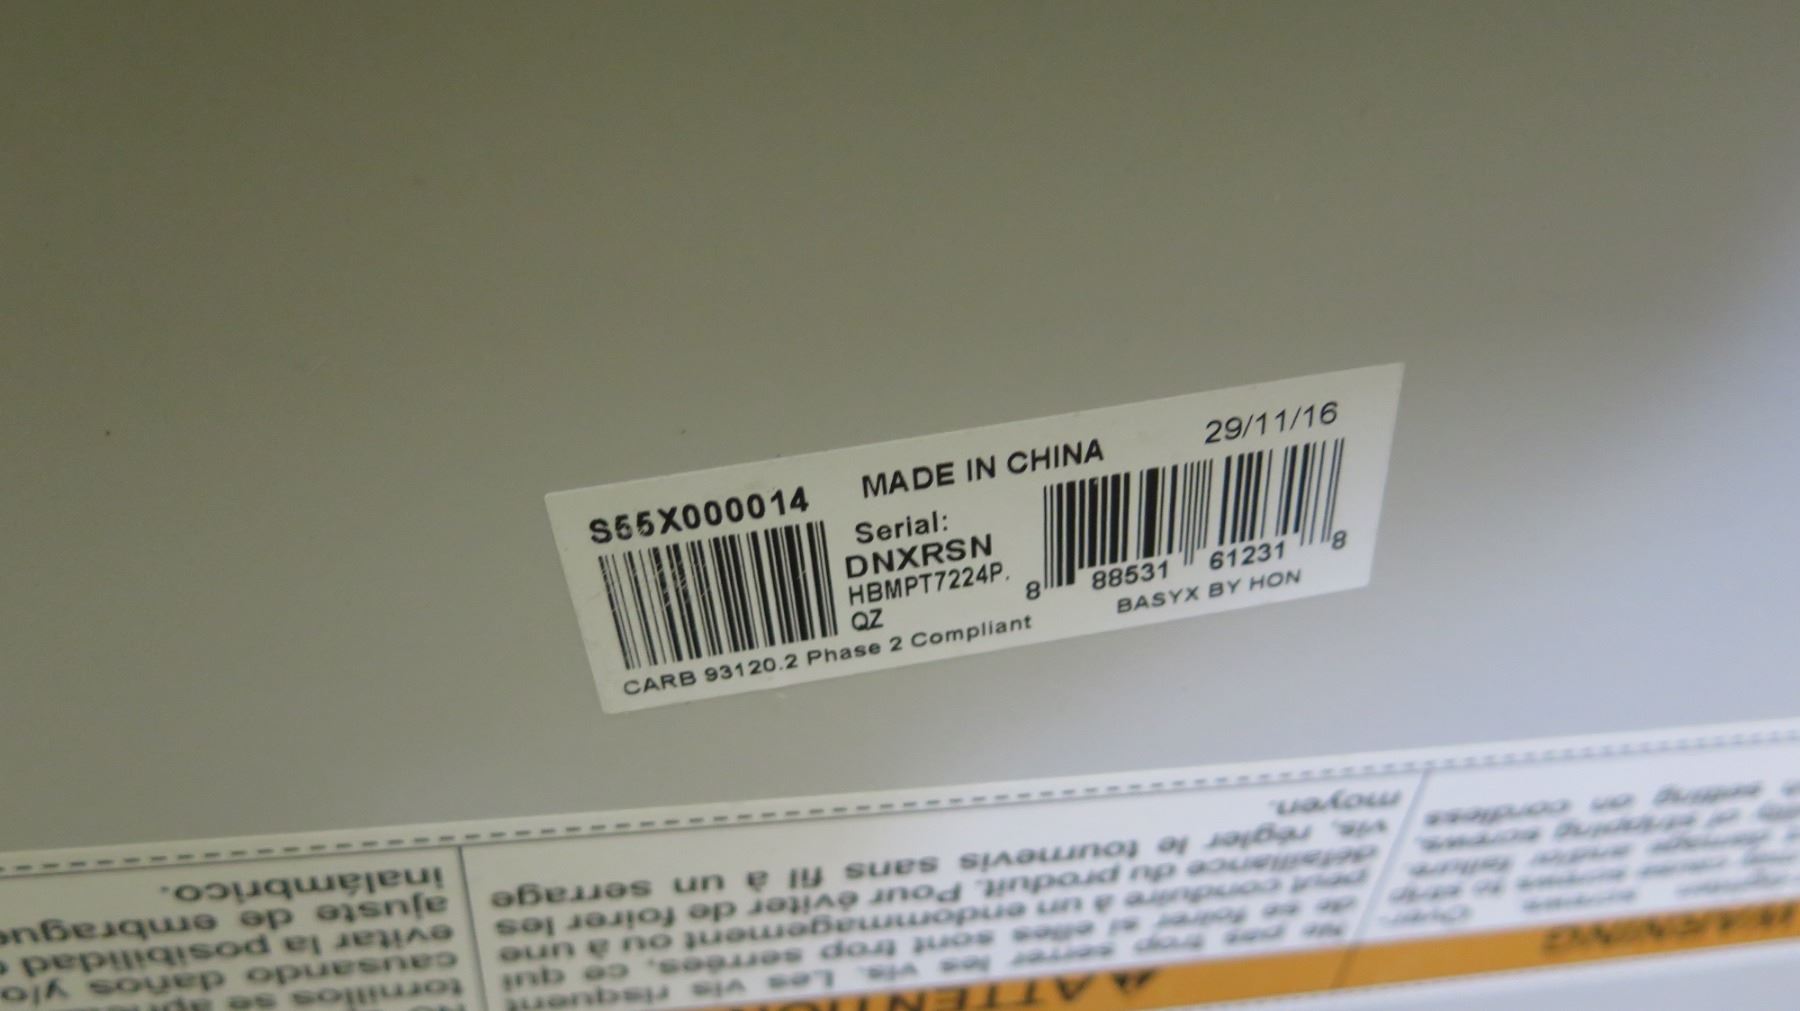 S55X000014
MADE IN CHINA
29/11/16
Serial:
DNXRSN
HBMPT7224P.
QZ
8 88531 61231 8
BASYX BY HON
CARB 93120.2 Phase 2 Compliant
WARNING
ATTENTION
ne pas trop serrer les vis. Les vis risquent
de se foirer si elles sont trop serrées, ce qui
peut conduire à un endommagement ou à une
défaillance du produit. Pour éviter de foirer les
vis, régler le tournevis sans fil à un serrage
moyen.
tornillos se
causando daños y/o
evitar la posibilidad
ajuste de
inalámbrico.